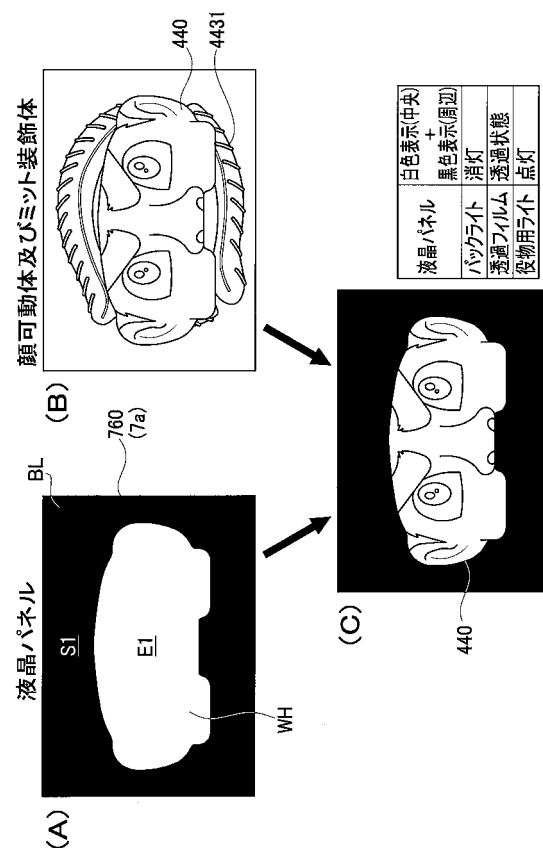 (A)
液晶パネル
S1
E1
BL
760
(7a)
WH
(B)
顔可動体及びミット装飾体
440
4431
(C)
440
液晶パネル 白色表示(中央)
+
黒色表示(周辺)
バックライト 消灯
透過フィルム 透過状態
役物用ライト 点灯